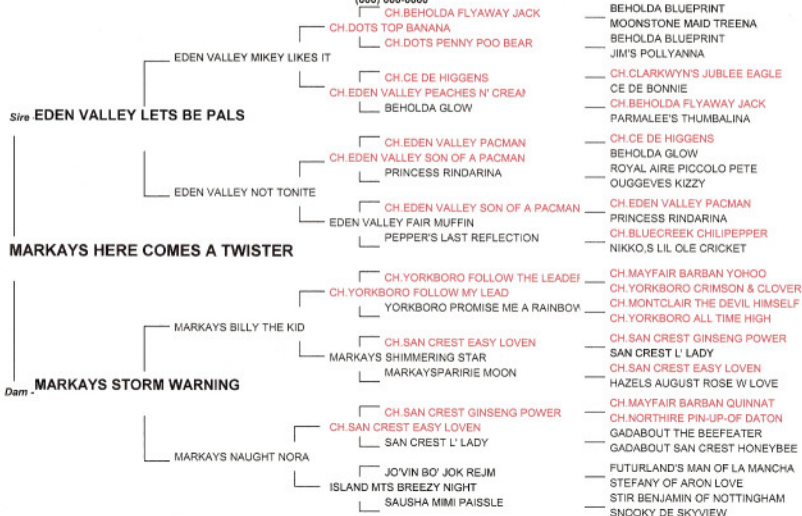 BEHOLDA BLUEPRINT
CH.BEHOLDA FLYAWAY JACK
MOONSTONE MAID TREENA
CH.DOTS TOP BANANA
BEHOLDA BLUEPRINT
CH.DOTS PENNY POO BEAR
JIM'S POLLYANNA
EDEN VALLEY MIKEY LIKES IT
CH.CLARKWYN'S JUBLEE EAGLE
CH.CE DE HIGGENS
CE DE BONNIE
CH.EDEN VALLEY PEACHES N' CREAM
CH.BEHOLDA FLYAWAY JACK
BEHOLDA GLOW
PARMALEE'S THUMBALINA
Sire EDEN VALLEY LETS BE PALS
CH.CE DE HIGGENS
CH.EDEN VALLEY PACMAN
BEHOLDA GLOW
CH.EDEN VALLEY SON OF A PACMAN
ROYAL AIRE PICCOLO PETE
PRINCESS RINDARINA
OUGGEVES KIZZY
EDEN VALLEY NOT TONITE
CH.EDEN VALLEY PACMAN
CH.EDEN VALLEY SON OF A PACMAN
PRINCESS RINDARINA
EDEN VALLEY FAIR MUFFIN
CH.BLUECREEK CHILIPEPPER
PEPPER'S LAST REFLECTION
NIKKO,S LIL OLE CRICKET
MARKAYS HERE COMES A TWISTER
CH.MAYFAIR BARBAN YOHOO
CH.YORKBORO FOLLOW THE LEADER
CH.YORKBORO CRIMSON & CLOVER
CH.YORKBORO FOLLOW MY LEAD
CH.MONTCLAIR THE DEVIL HIMSELF
YORKBORO PROMISE ME A RAINBOW
CH.YORKBORO ALL TIME HIGH
MARKAYS BILLY THE KID
CH.SAN CREST GINSENG POWER
CH.SAN CREST EASY LOVEN
SAN CREST L' LADY
MARKAYS SHIMMERING STAR
CH.SAN CREST EASY LOVEN
MARKAYSPARIRIE MOON
HAZELS AUGUST ROSE W LOVE
Dam - MARKAYS STORM WARNING
CH.MAYFAIR BARBAN QUINNAT
CH.SAN CREST GINSENG POWER
CH.NORTHIRE PIN-UP-OF DATON
CH.SAN CREST EASY LOVEN
GADABOUT THE BEEFEATER
SAN CREST L' LADY
GADABOUT SAN CREST HONEYBEE
MARKAYS NAUGHT NORA
FUTURLAND'S MAN OF LA MANCHA
JO'VIN BO' JOK REJM
STEFANY OF ARON LOVE
ISLAND MTS BREEZY NIGHT
STIR BENJAMIN OF NOTTINGHAM
SAUSHA MIMI PAISSLE
SNOOKY DE SKYVIEW